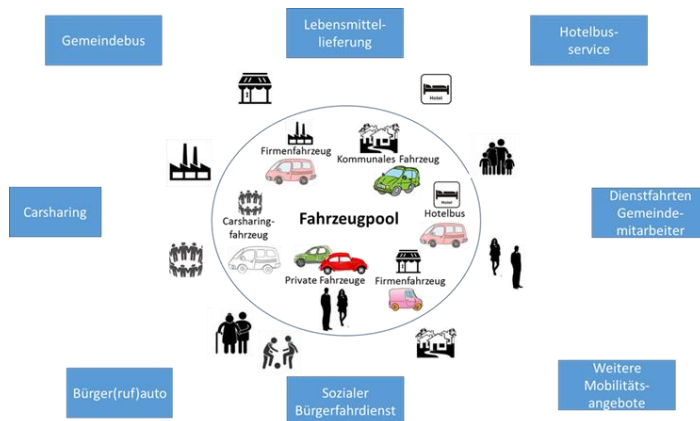 Gemeindebus
Lebensmittel-
lieferung
Hotelbus-
service
Hotel
Firmenfahrzeug
Kommunales Fahrzeug
Carsharing
Carsharing-
fahrzeug
Fahrzeugpool
Hotel
Hotelbus
Dienstfahrten
Gemeinde-
mitarbeiter
Private Fahrzeuge
Firmenfahrzeug
Bürger(ruf)auto
Sozialer
Bürgerfahrdienst
Weitere
Mobilitäts-
angebote